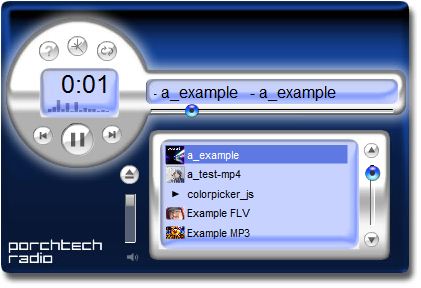 ?
0:01
- a_example - a_example
a_example
a_test-mp4
colorpicker_js
Example FLV
Example MP3
porchtech
radio